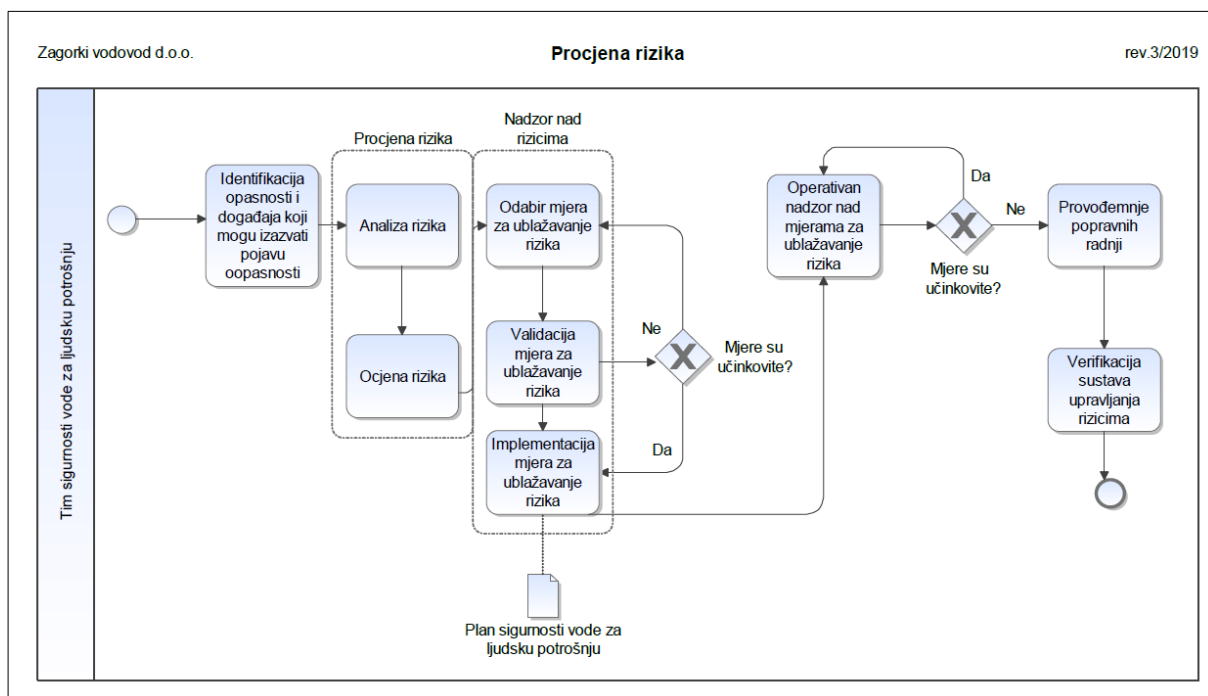 Zagorki vodovod d.o.o.
Procjena rizika
rev.3/2019
Tim sigurnosti vode za ljudsku potrošnju
Identifikacija
opasnosti i
događaja koji
mogu izazvati
pojavu
oopasnosti
Procjena rizika
Analiza rizika
Ocjena rizika
Nadzor nad
rizicima
Odabir mjera
za ublažavanje
rizika
Validacija
mjera za
ublažavanje
rizika
Implementacija
mjera za
ublažavanje
rizika
Ne
Mjere su
učinkovite?
Da
Plan sigurnosti vode za
ljudsku potrošnju
Operativan
nadzor nad
mjerama za
ublažavanje
rizika
Da
Ne
Mjere su
učinkovite?
Provođemnje
popravnih
radnji
Verifikacija
sustava
upravljanja
rizicima